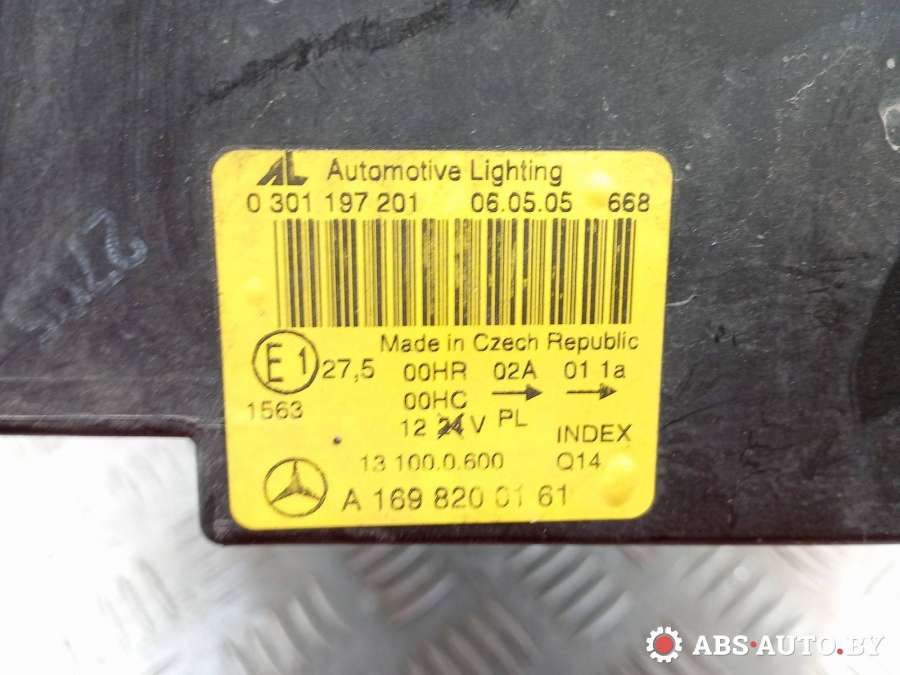 AL Automotive Lighting
0 301 197 201 06.05.05 668
Made in Czech Republic
E1 27,5 00HR 02A 01 1a
1563 00HC → →
12 24 V PL INDEX
13 100.0.600 Q14
A 169 820 01 61
ABS-AUTO.BY